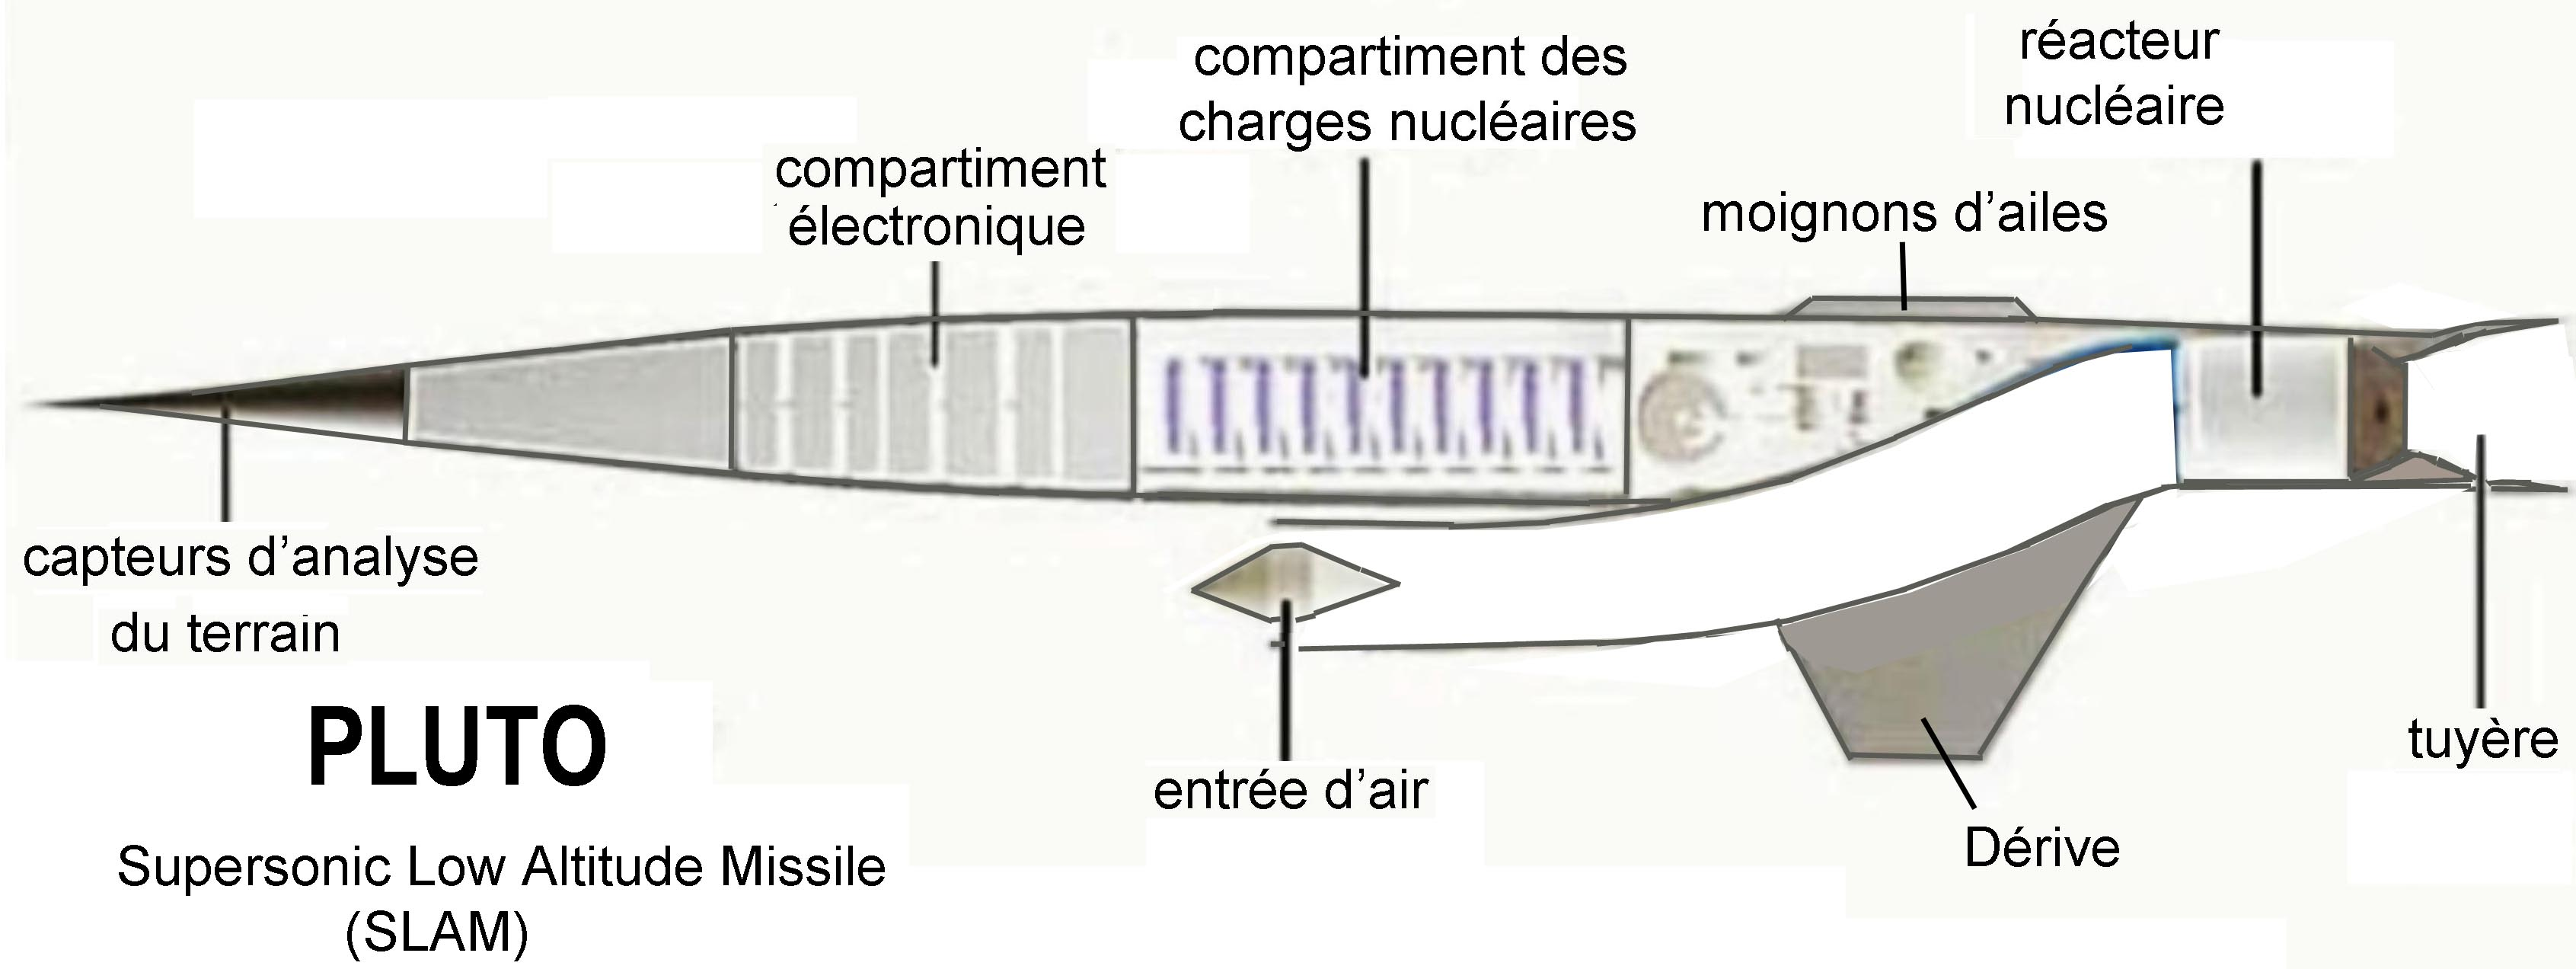 compartiment des
charges nucléaires
réacteur
nucléaire
compartiment
électronique
moignons d’ailes
capteurs d’analyse
du terrain
PLUTO
Supersonic Low Altitude Missile
(SLAM)
entrée d’air
Dérive
tuyère